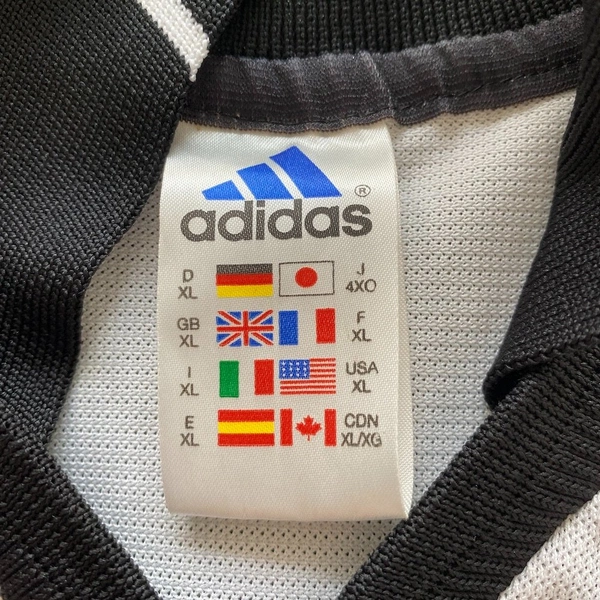 adidas ®
D J
XL 4XO
GB F
XL XL
I USA
XL XL
E CDN
XL XL/XG